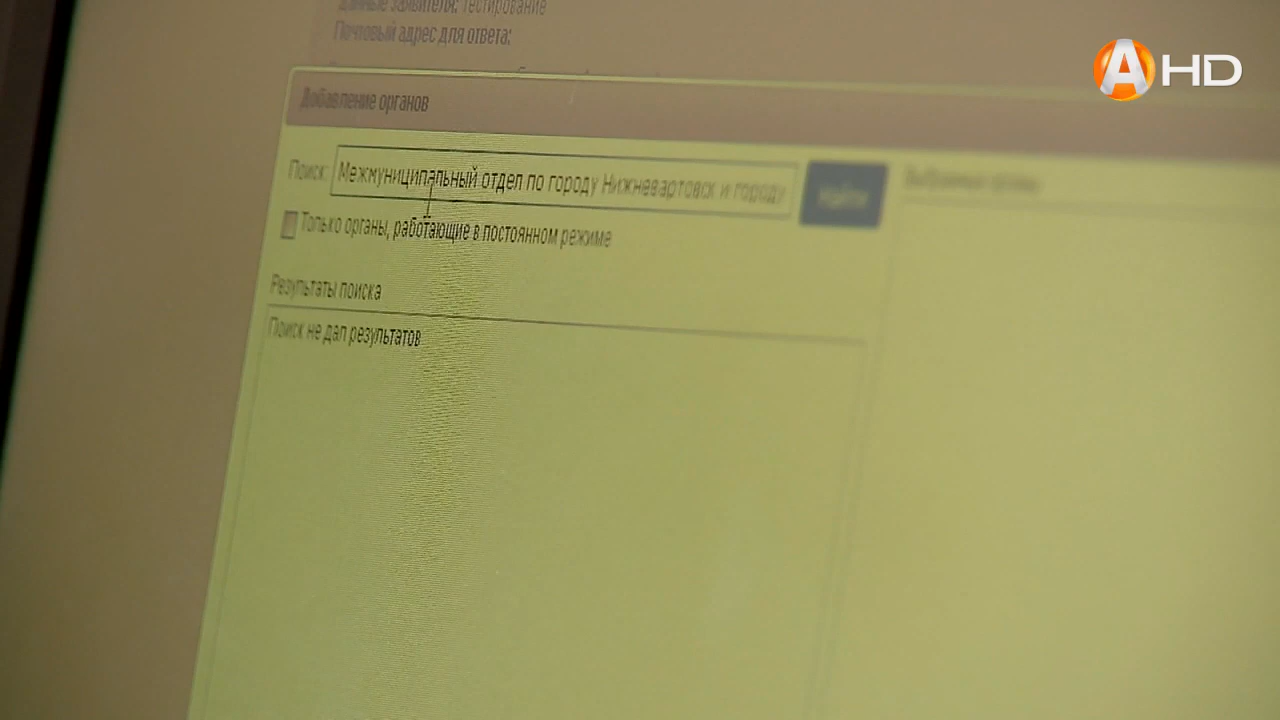 Данные заявителя: тестирование
Почтовый адрес для ответа:
A HD
Добавление органов
Поиск: Межмуниципальный отдел по городу Нижневартовск и городу Найти
Выбранные органы
Только органы, работающие в постоянном режиме
Результаты поиска
Поиск не дал результатов